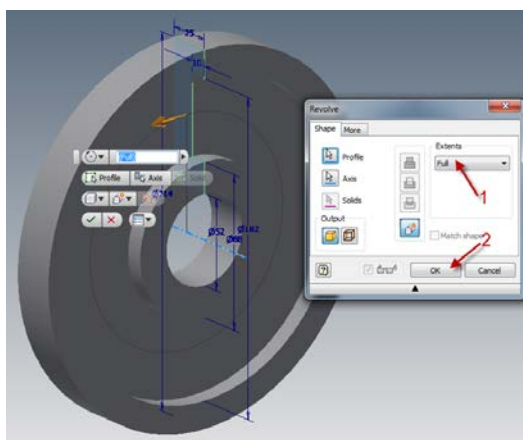 25
10
Full
Profile
Axis
Ø52
Ø80
Ø182
Revolve
Shape
More
Profile
Axis
Solids
Output
Extents
Full
1
Match shape
2
OK
Cancel